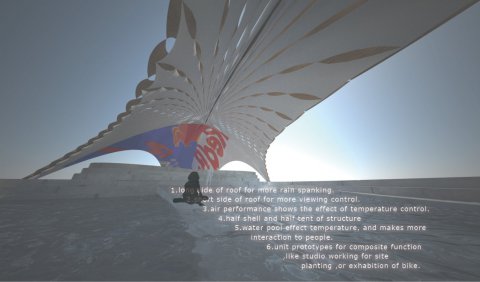 1.long side of roof for more rain spanking.
side of roof for more viewing control.
3.air performance shows the effect of temperature control.
4.half shell and half tent of structure
5.water pool effect temperature, and makes more
interaction to people.
6.unit prototypes for composite function
,like studio working for site
planting ,or exhabition of bike.